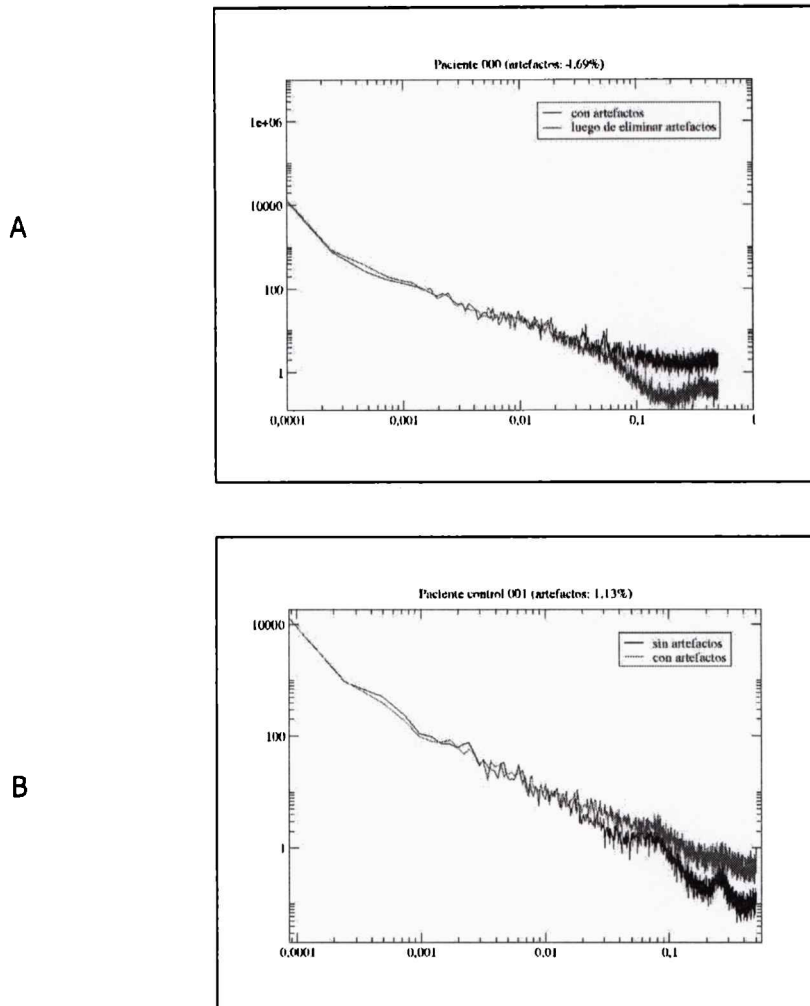 A
Paciente 000 (artefactos: 4,69%)
con artefactos
luego de eliminar artefactos
1e+06
10000
100
1
0,0001
0,001
0,01
0,1
1
B
Paciente control 001 (artefactos: 1,13%)
sin artefactos
con artefactos
10000
100
1
0,0001
0,001
0,01
0,1